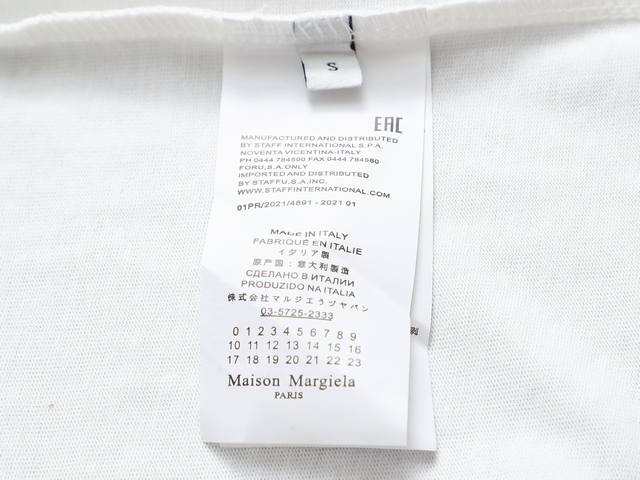 S
EAC
MANUFACTURED AND DISTRIBUTED
BY STAFF INTERNATIONAL S.P.A.
NOVENTA VICENTINA-ITALY
PH 0444 784500 FAX 0444 784580
FORU,S.A.ONLY
IMPORTED AND DISTRIBUTED
BY STAFFU.S.A.INC.
WWW.STAFFINTERNATIONAL.COM
01PR/2021/4891 - 2021 01
MADE IN ITALY
FABRIQUÉ EN ITALIE
イタリア製
原产国:意大利製造
СДЕЛАНО В ИТАЛИИ
PRODUZIDO NA ITALIA
株式会社マルジエラジヤパン
03-5725-2333
0 1 2 3 4 5 6 7 8 9
10 11 12 13 14 15 16
17 18 19 20 21 22 23
Maison Margiela
PARIS